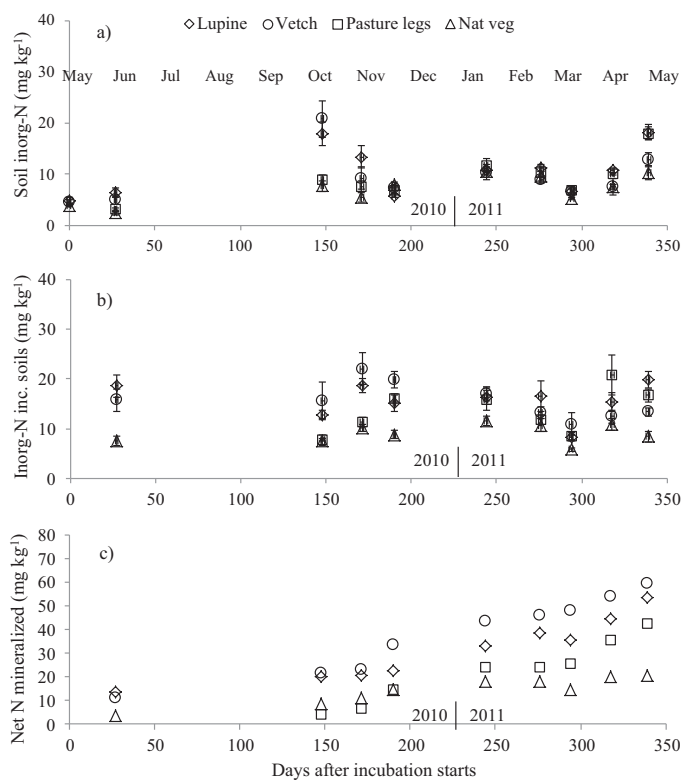 Lupine Vetch Pasture legs Nat veg
a)
Soil inorg-N (mg kg-1)
40
30
20
10
0
May Jun Jul Aug Sep Oct Nov Dec Jan Feb Mar Apr May
2010 2011
0 50 100 150 200 250 300 350
b)
Inorg-N inc. soils (mg kg-1)
40
30
20
10
0
2010 2011
0 50 100 150 200 250 300 350
c)
Net N mineralized (mg kg-1)
80
70
60
50
40
30
20
10
0
2010 2011
0 50 100 150 200 250 300 350
Days after incubation starts